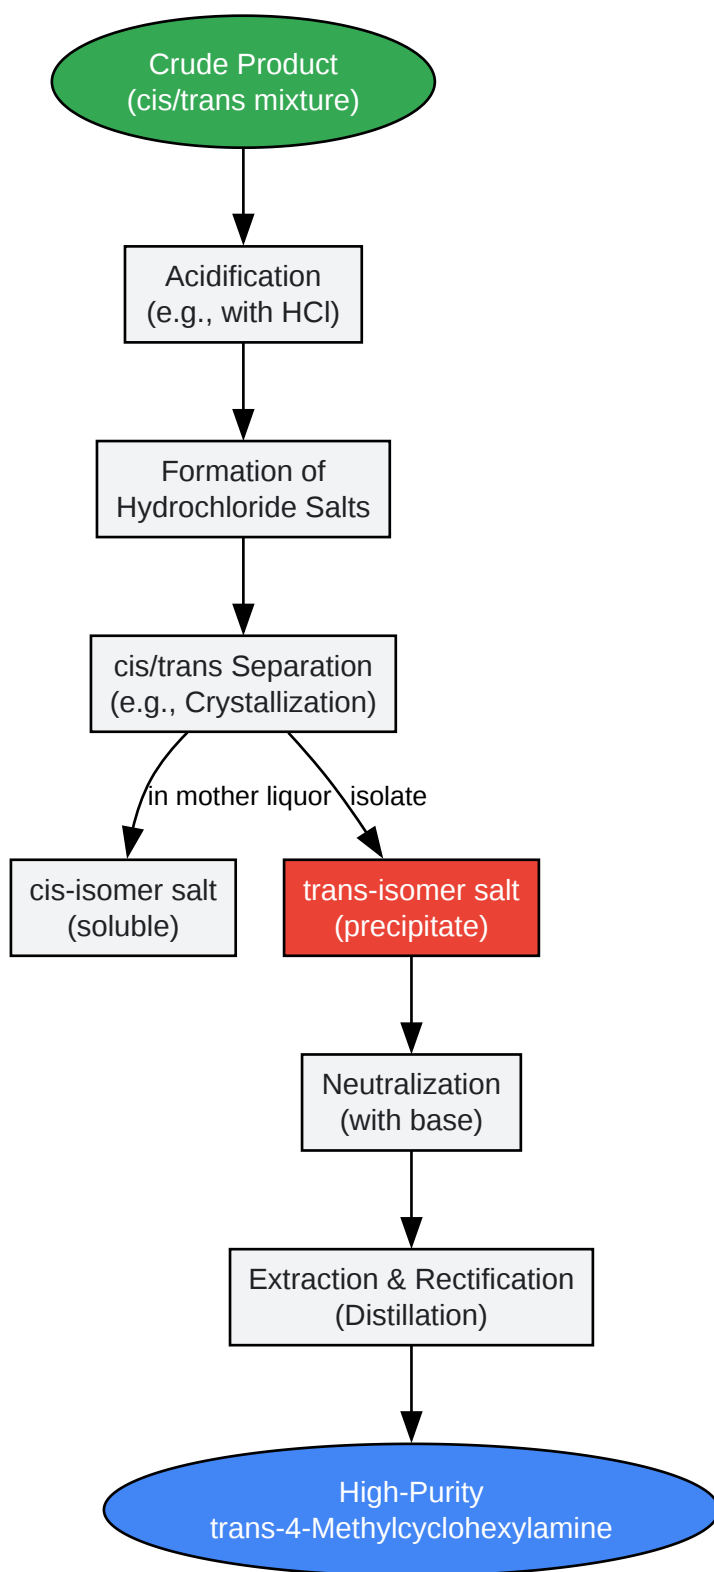 Crude Product
(cis/trans mixture)
Acidification
(e.g., with HCl)
Formation of
Hydrochloride Salts
cis/trans Separation
(e.g., Crystallization)
in mother liquor
isolate
cis-isomer salt
(soluble)
trans-isomer salt
(precipitate)
Neutralization
(with base)
Extraction & Rectification
(Distillation)
High-Purity
trans-4-Methylcyclohexylamine